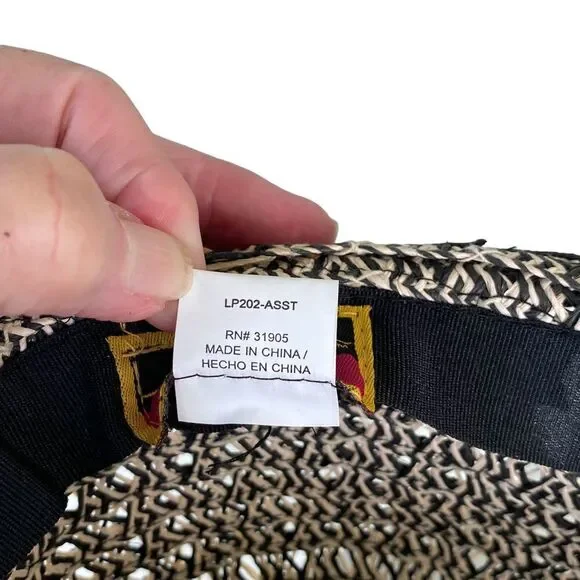 LP202-ASST
RN# 31905
MADE IN CHINA /
HECHO EN CHINA